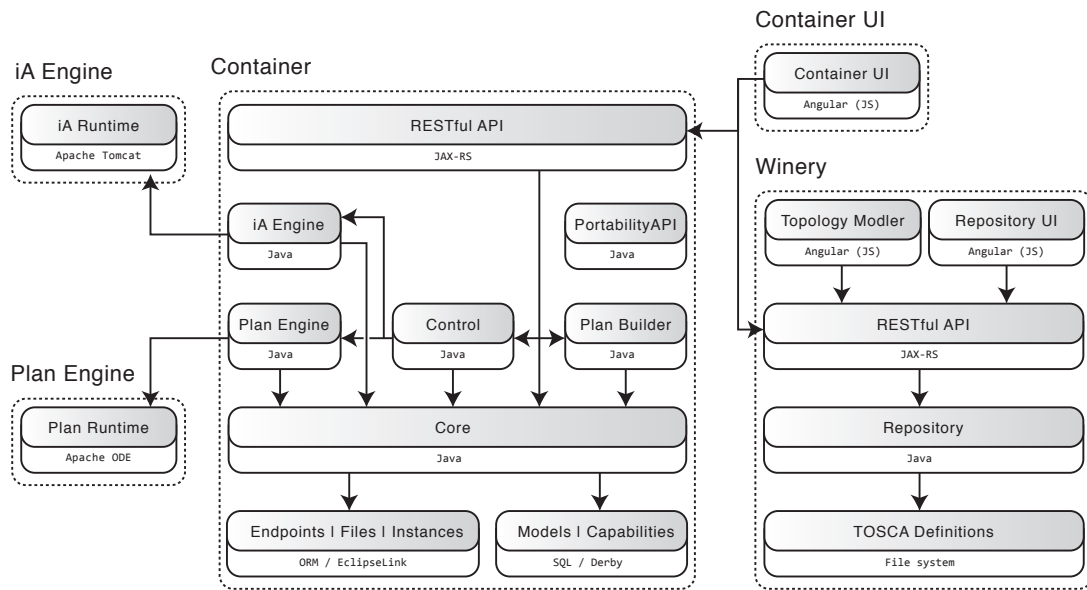 Container UI
Container UI
Angular (JS)
iA Engine
iA Runtime
Apache Tomcat
Container
RESTful API
JAX-RS
iA Engine
Java
PortabilityAPI
Java
Plan Engine
Java
Control
Java
Plan Builder
Java
Core
Java
Endpoints | Files | Instances
ORM / EclipseLink
Models | Capabilities
SQL / Derby
Plan Engine
Plan Runtime
Apache ODE
Winery
Topology Modler
Angular (JS)
Repository UI
Angular (JS)
RESTful API
JAX-RS
Repository
Java
TOSCA Definitions
File system